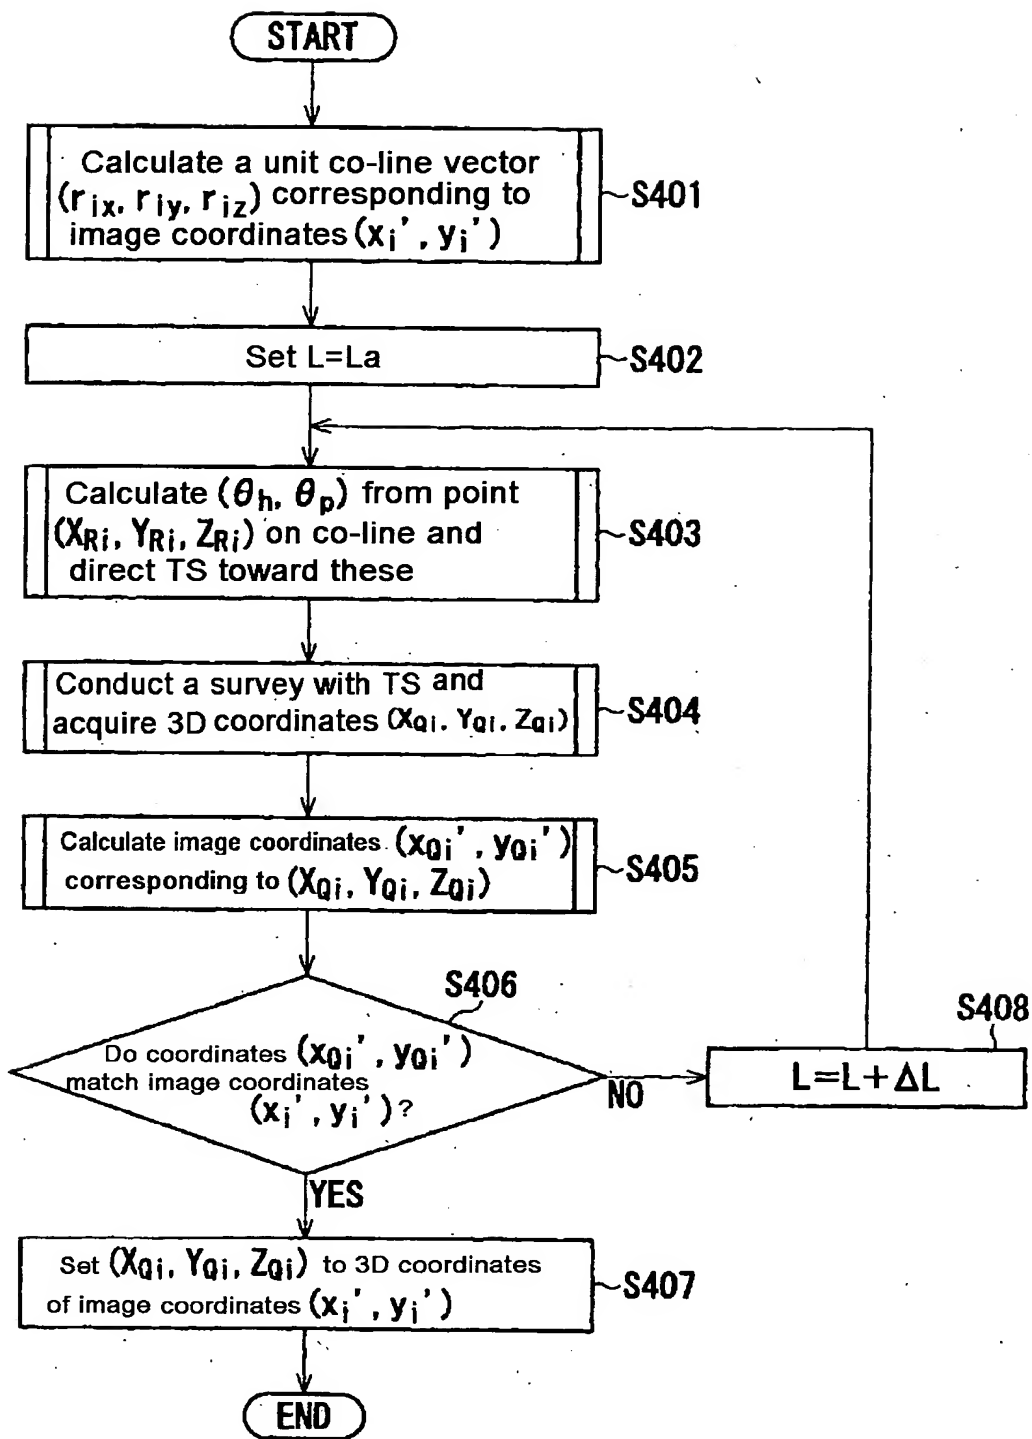 START
Calculate a unit co-line vector
(rix, riy, riz) corresponding to
image coordinates (xi', yi')
S401
Set L=La
S402
Calculate (θh, θp) from point
(XRi, YRi, ZRi) on co-line and
direct TS toward these
S403
Conduct a survey with TS and
acquire 3D coordinates (XQi, YQi, ZQi)
S404
Calculate image coordinates (xQi', yQi')
corresponding to (XQi, YQi, ZQi)
S405
S406
Do coordinates (xQi', yQi')
match image coordinates
(xi', yi')?
NO
S408
L=L+ΔL
YES
Set (XQi, YQi, ZQi) to 3D coordinates
of image coordinates (xi', yi')
S407
END